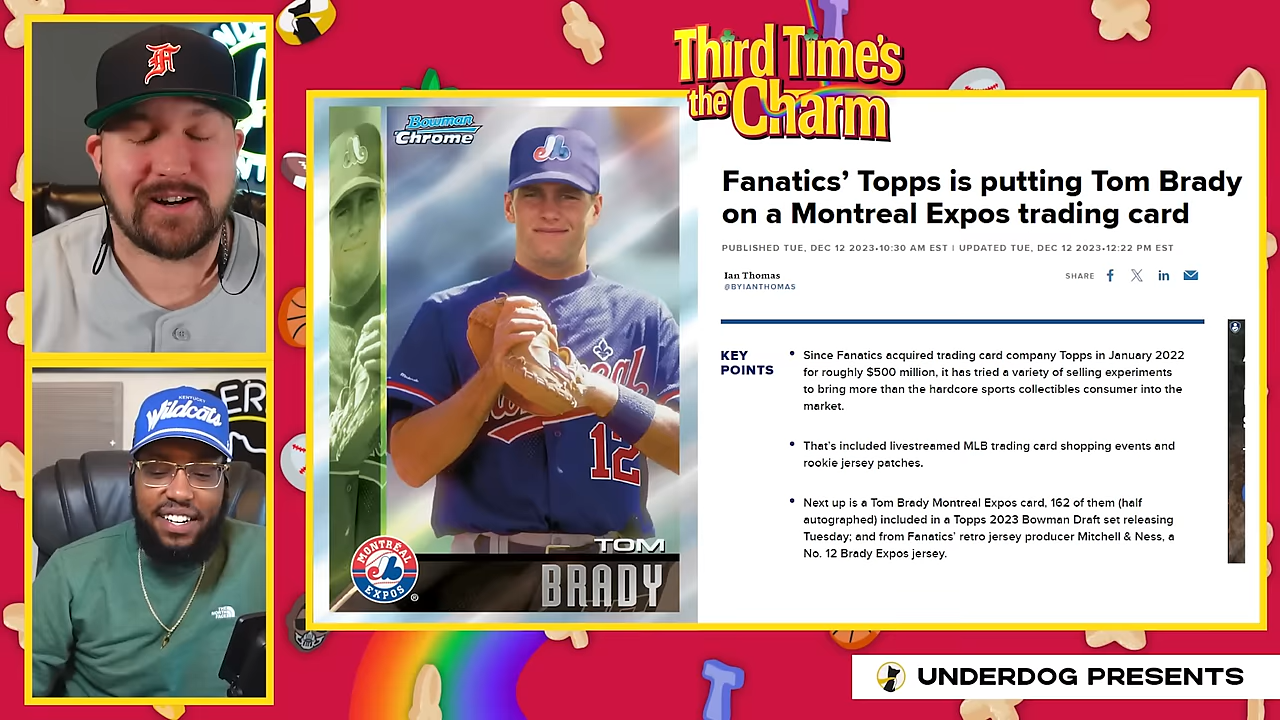 Third Time's
the Charm
Bowman
Chrome
Fanatics’ Topps is putting Tom Brady
on a Montreal Expos trading card
PUBLISHED TUE, DEC 12 2023•10:30 AM EST | UPDATED TUE, DEC 12 2023•12:22 PM EST
Ian Thomas
@BYIANTHOMAS
SHARE
KEY
POINTS
• Since Fanatics acquired trading card company Topps in January 2022
for roughly $500 million, it has tried a variety of selling experiments
to bring more than the hardcore sports collectibles consumer into the
market.
• That’s included livestreamed MLB trading card shopping events and
rookie jersey patches.
• Next up is a Tom Brady Montreal Expos card, 162 of them (half
autographed) included in a Topps 2023 Bowman Draft set releasing
Tuesday; and from Fanatics’ retro jersey producer Mitchell & Ness, a
No. 12 Brady Expos jersey.
12
MONTRÉAL
EXPOS
TOM
BRADY
KENTUCKY
Wildcats
THE
NORTH
FACE
UNDERDOG PRESENTS